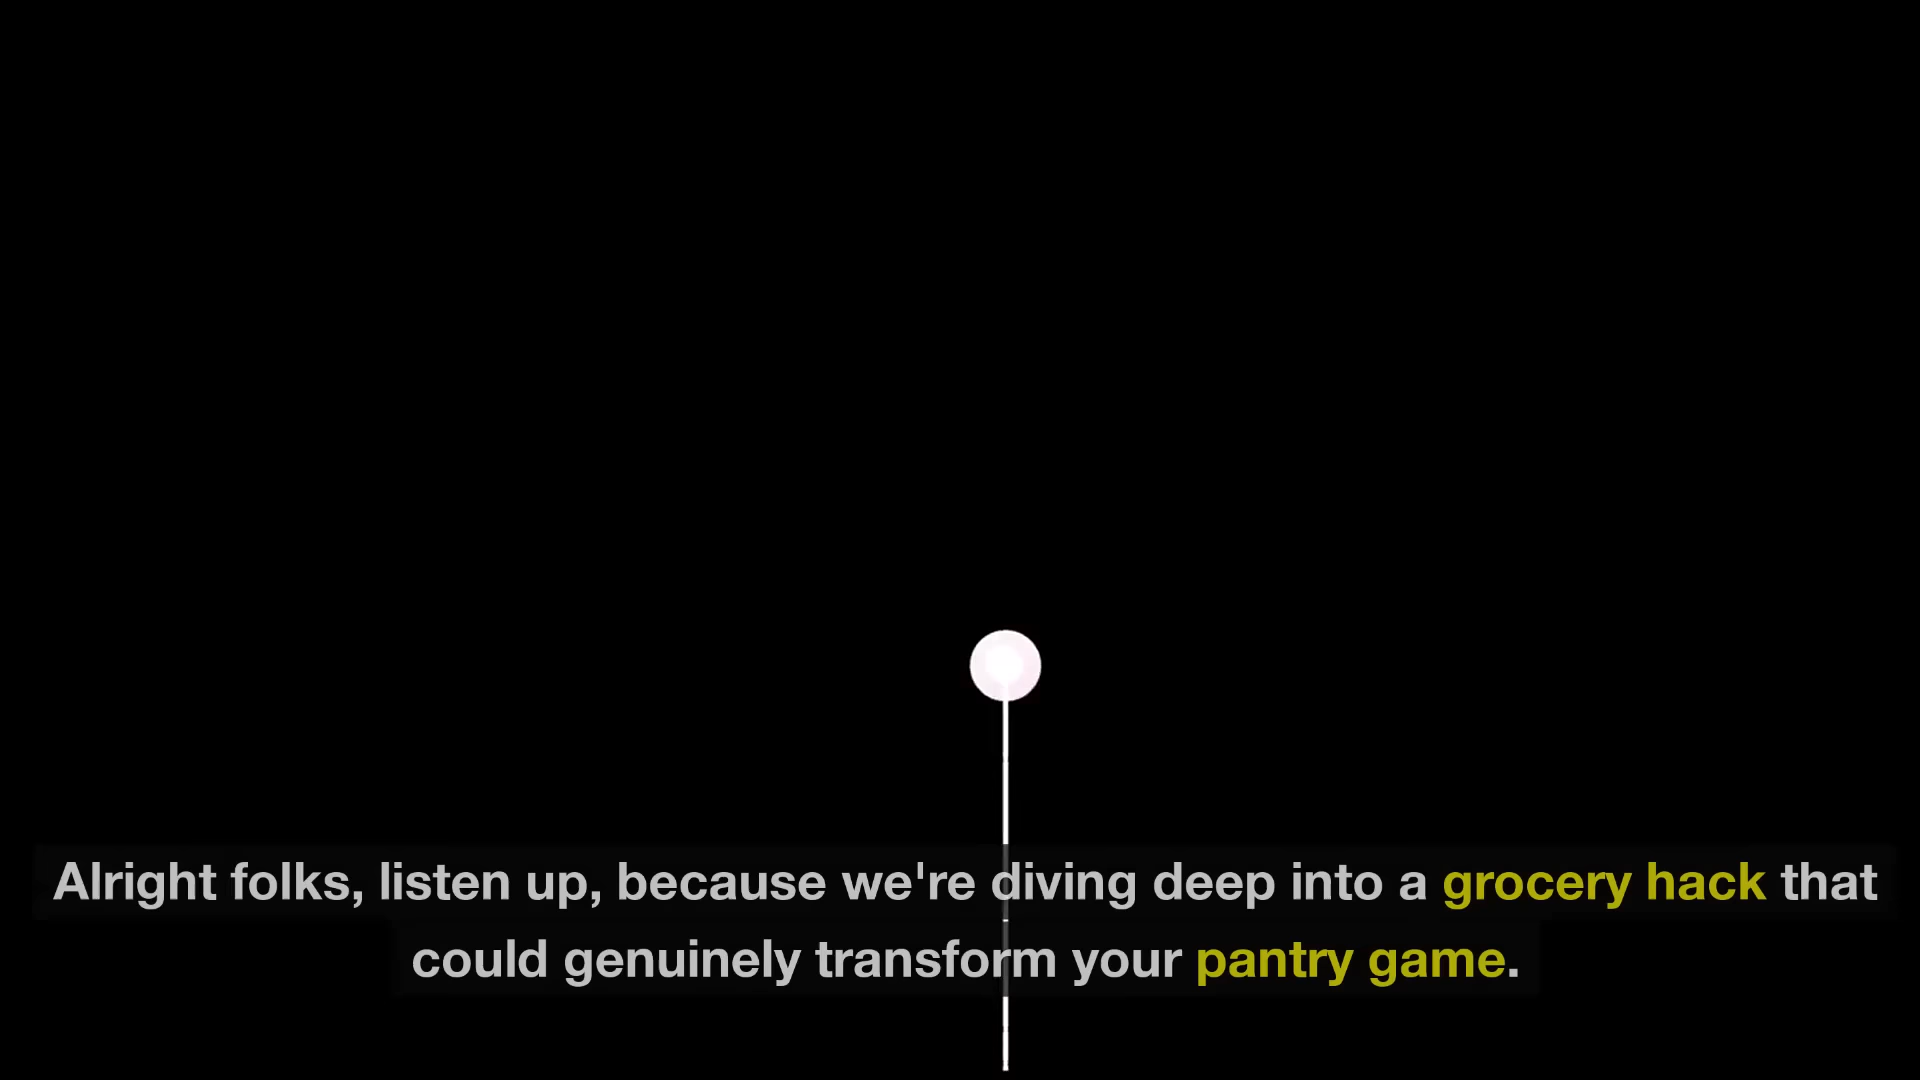 Alright folks, listen up, because we're diving deep into a grocery hack that
could genuinely transform your pantry game.